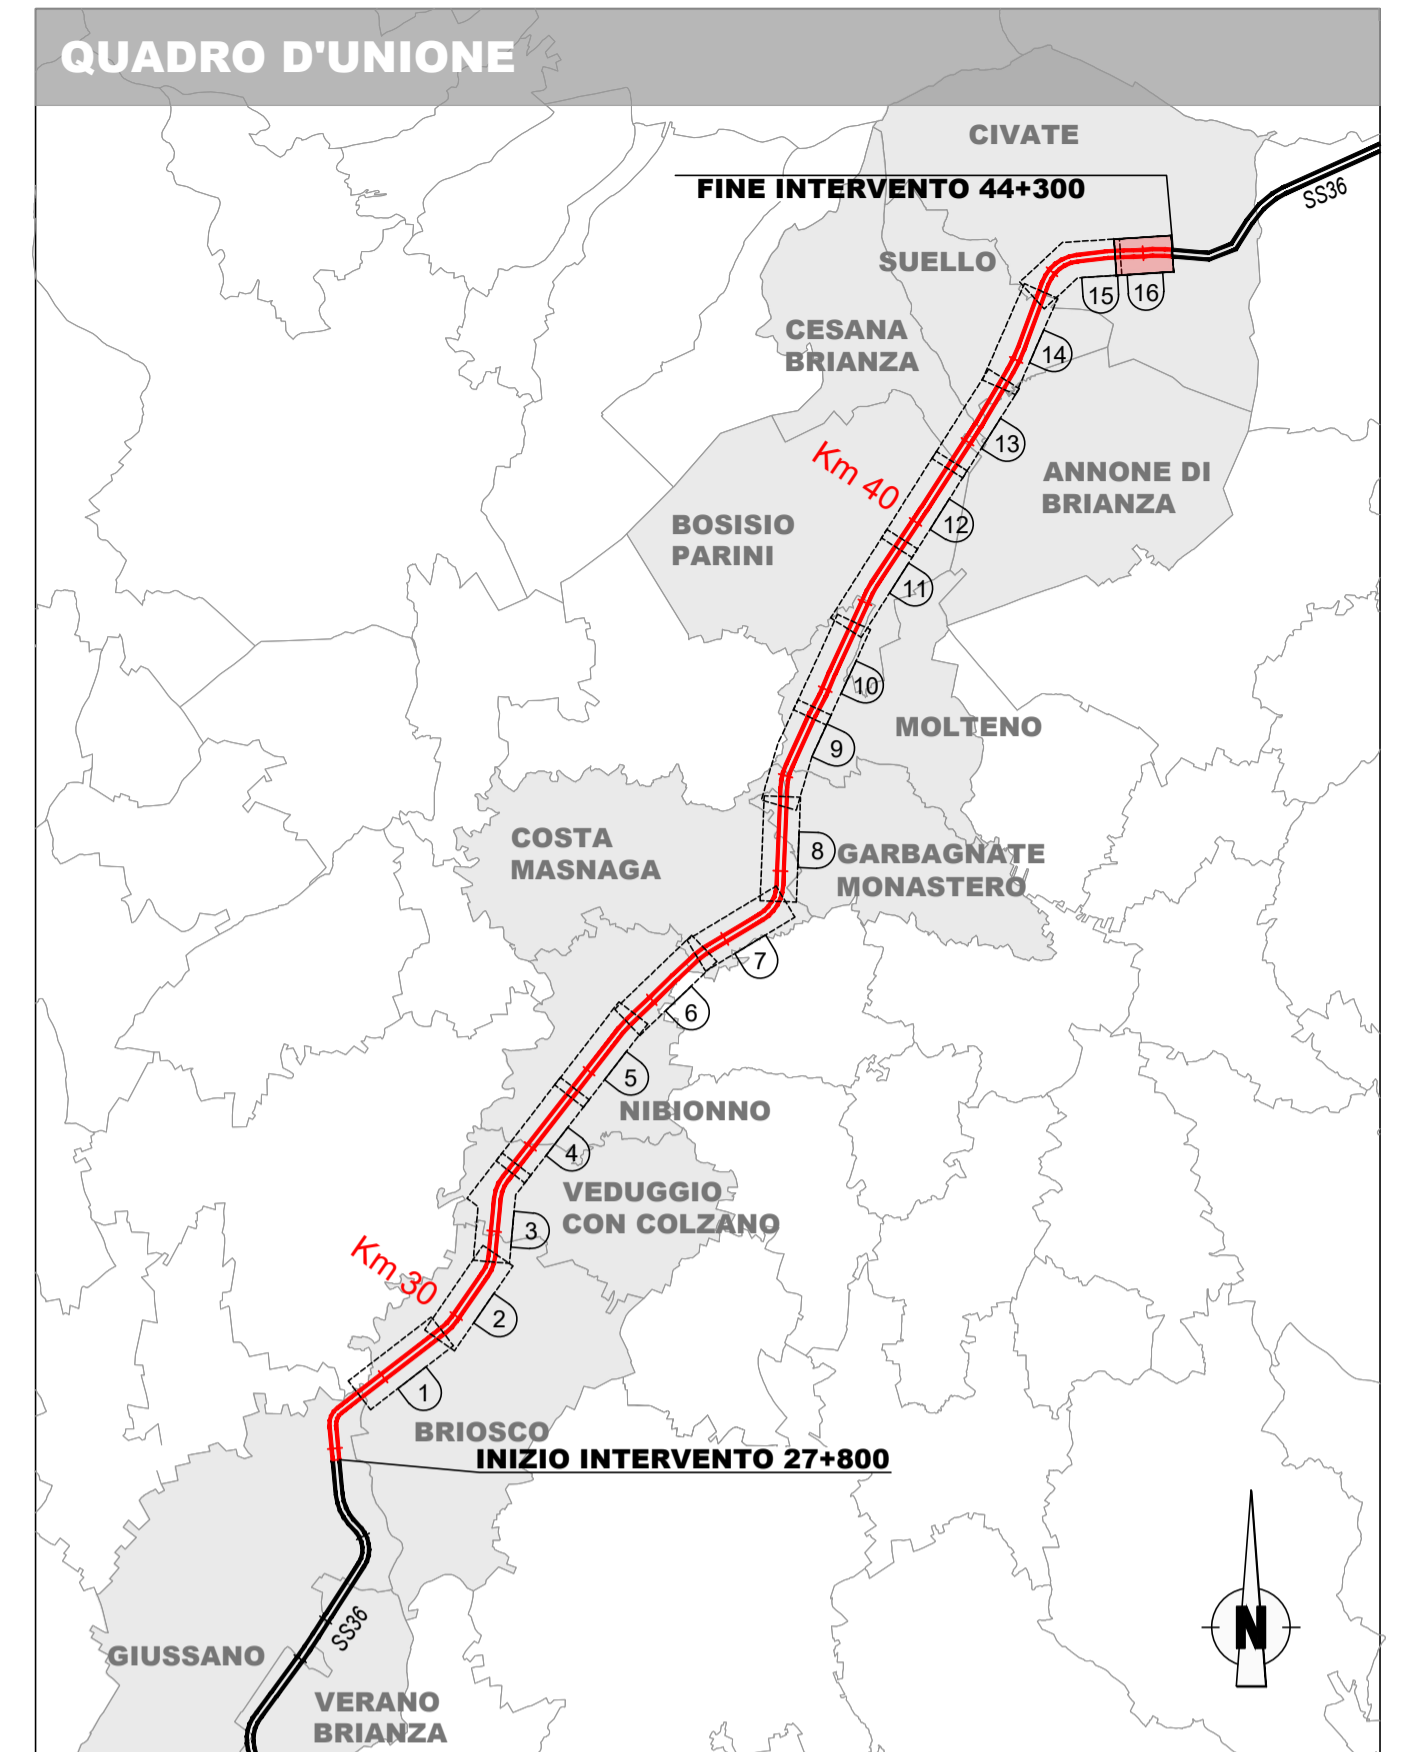 QUADRO D'UNIONE
CIVATE
FINE INTERVENTO 44+300
SS36
SUELLO
15
16
CESANA
BRIANZA
14
13
Km 40
ANNONE DI
BRIANZA
BOSISIO
PARINI
12
11
10
MOLTENO
9
COSTA
MASNAGA
8
GARBAGNATE
MONASTERO
7
6
5
NIBIONNO
4
VEDUGGIO
CON COLZANO
3
Km 30
2
1
BRIOSCO
INIZIO INTERVENTO 27+800
SS36
N
GIUSSANO
VERANO
BRIANZA